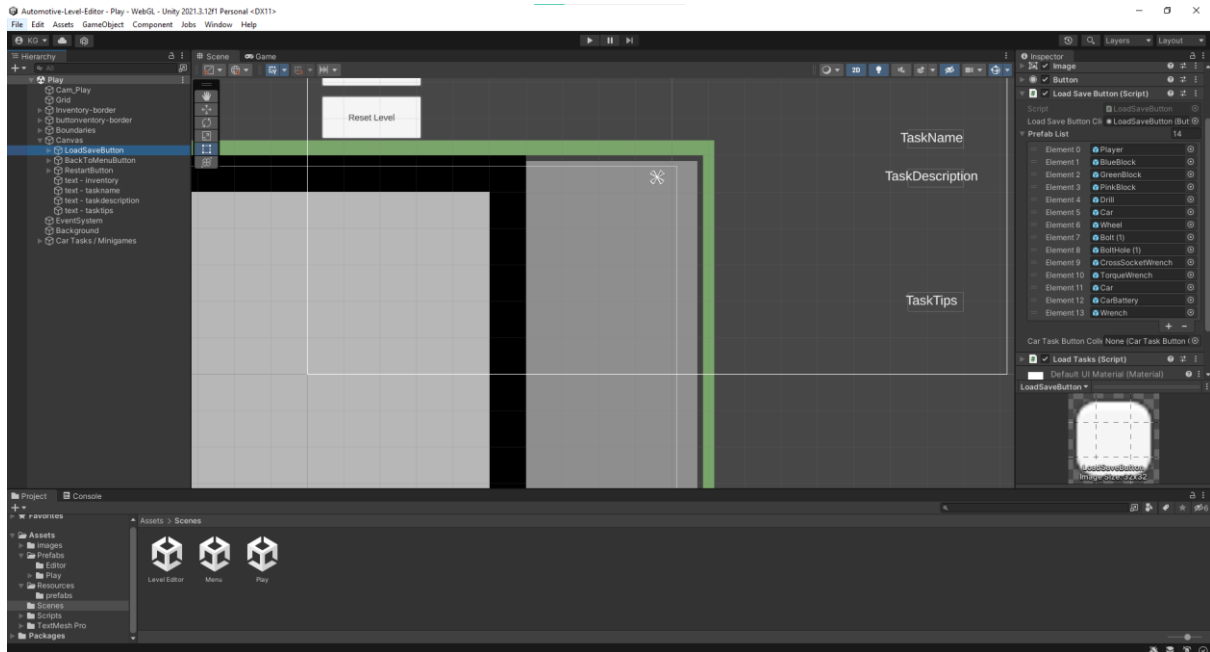 Automotive-Level-Editor - Play - WebGL - Unity 2021.3.12f1 Personal <DX11>
File Edit Assets GameObject Component Jobs Window Help
KG
Layers
Layout
Hierarchy
Scene
Game
Inspector
All
2D
Play
Cam_Play
Grid
Inventory-border
buttonventory-border
Boundaries
Canvas
LoadSaveButton
BackToMenuButton
RestartButton
text - inventory
text - taskname
text - taskdescription
text - tasktips
EventSystem
Background
Car Tasks / Minigames
Reset Level
TaskName
TaskDescription
TaskTips
Image
Button
Load Save Button (Script)
Script LoadSaveButton
Load Save Button Cli LoadSaveButton (But
Prefab List 14
Element 0 Player
Element 1 BlueBlock
Element 2 GreenBlock
Element 3 PinkBlock
Element 4 Drill
Element 5 Car
Element 6 Wheel
Element 7 Bolt (1)
Element 8 BoltHole (1)
Element 9 CrossSocketWrench
Element 10 TorqueWrench
Element 11 Car
Element 12 CarBattery
Element 13 Wrench
+ -
Car Task Button Colli None (Car Task Button (
Load Tasks (Script)
Default UI Material (Material)
LoadSaveButton
LoadSaveButton
Image Size: 32x32
Project
Console
Favorites
Assets > Scenes
6
Assets
images
Prefabs
Editor
Play
Resources
prefabs
Scenes
Scripts
TextMesh Pro
Packages
Level Editor
Menu
Play